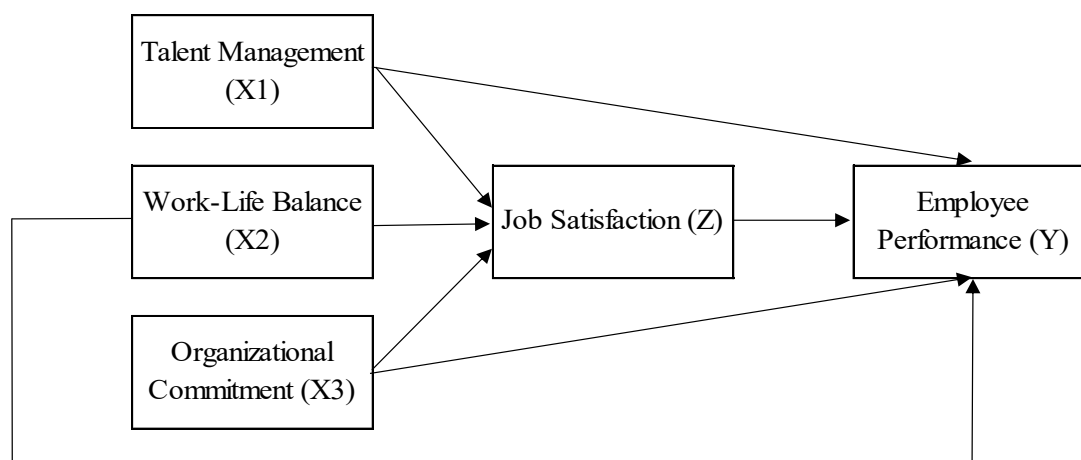 Talent Management
(X1)
Work-Life Balance
(X2)
Job Satisfaction (Z)
Employee
Performance (Y)
Organizational
Commitment (X3)